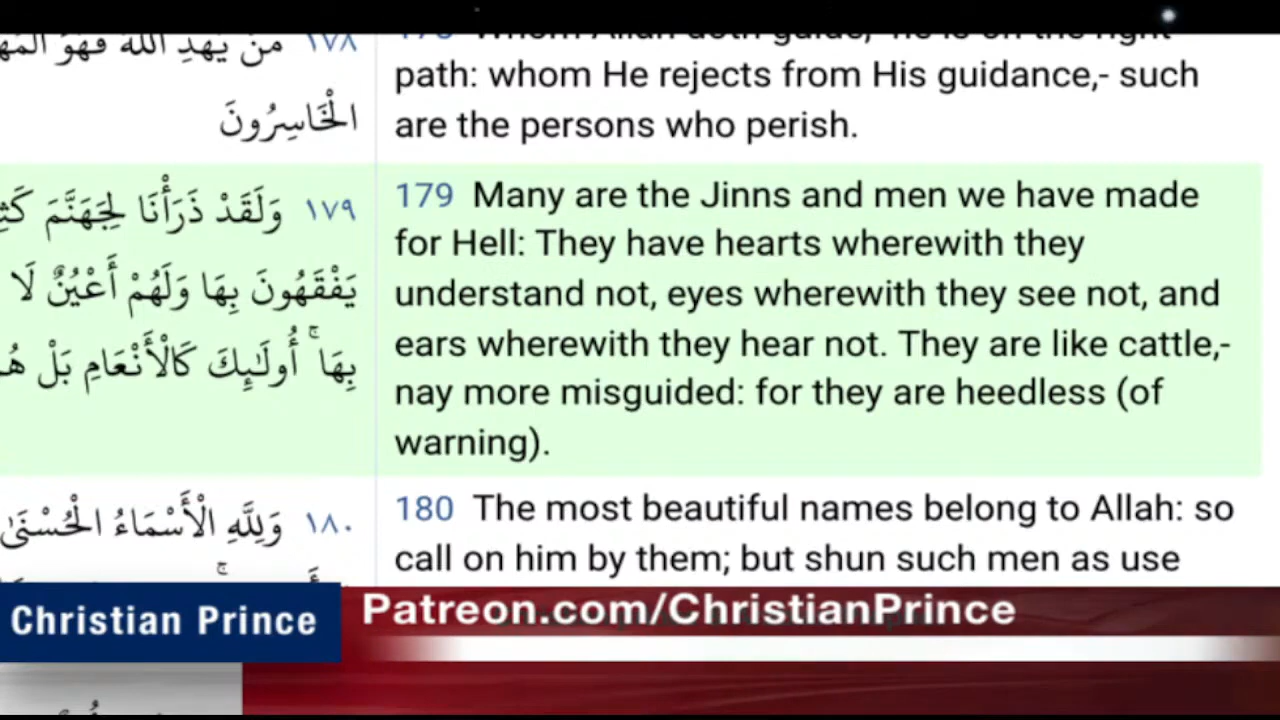 من يهد الله فهو ١٧٨
الْخَاسِرُونَ
path: whom He rejects from His guidance,- such
are the persons who perish.
وَلَقَدْ ذَرَأْنَا لِجَهَنَّمَ ١٧٩
يَفْقَهُونَ بِهَا وَلَهُمْ أَعْيُنٌ لَا
بِهَا ۚ أُولَٰئِكَ كَالْأَنْعَامِ بَلْ
179 Many are the Jinns and men we have made
for Hell: They have hearts wherewith they
understand not, eyes wherewith they see not, and
ears wherewith they hear not. They are like cattle,-
nay more misguided: for they are heedless (of
warning).
وَلِلَّهِ الْأَسْمَاءُ الْحُسْنَىٰ ١٨٠
180 The most beautiful names belong to Allah: so
call on him by them; but shun such men as use
Christian Prince
Patreon.com/ChristianPrince